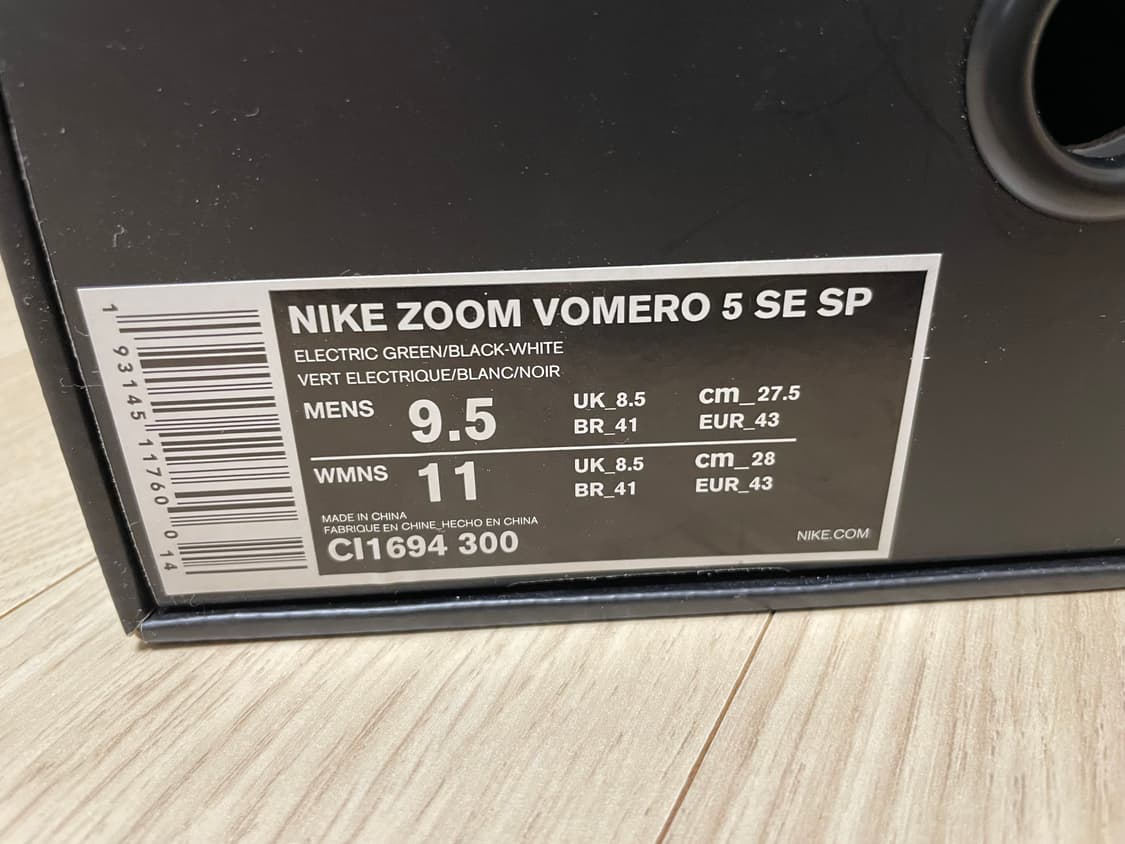 NIKE ZOOM VOMERO 5 SE SP
ELECTRIC GREEN/BLACK-WHITE
VERT ELECTRIQUE/BLANC/NOIR
MENS 9.5 UK_8.5 cm_27.5
BR_41 EUR_43
WMNS 11 UK_8.5 cm_28
BR_41 EUR_43
MADE IN CHINA
FABRIQUE EN CHINE_HECHO EN CHINA
CI1694 300
NIKE.COM
1 93145 11760 0 14